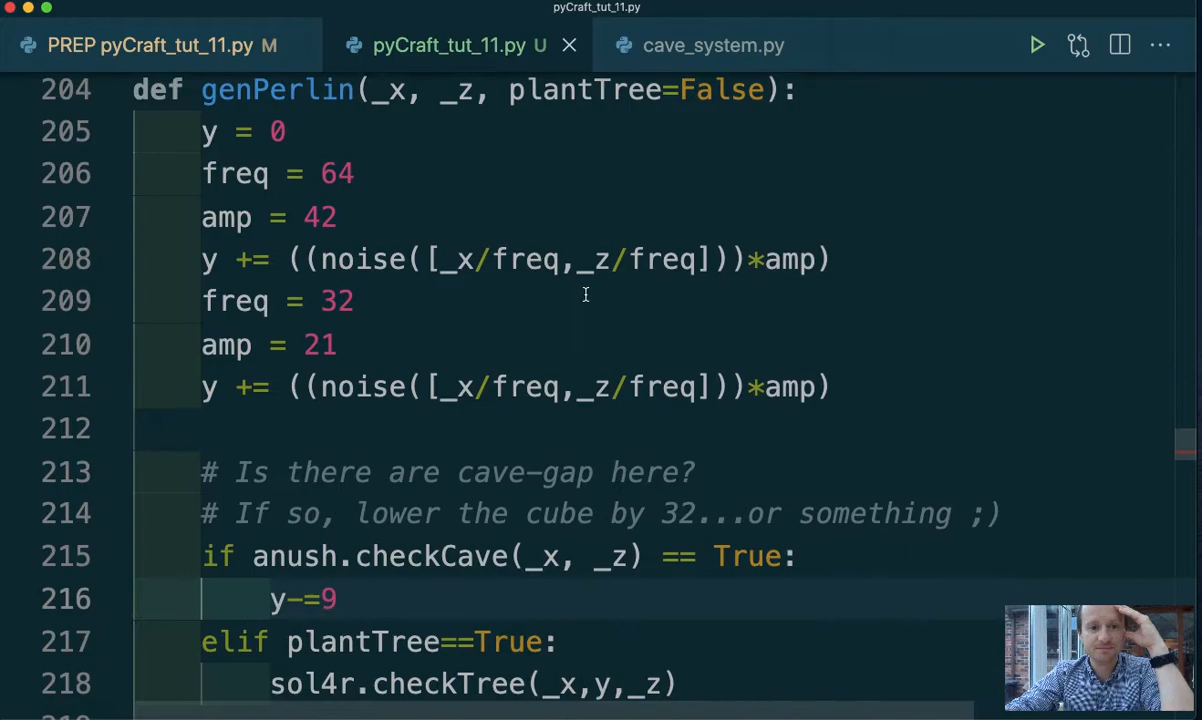 pyCraft_tut_11.py
PREP pyCraft_tut_11.py M pyCraft_tut_11.py U cave_system.py
204 def genPerlin(_x, _z, plantTree=False):
205 y = 0
206 freq = 64
207 amp = 42
208 y += ((noise([_x/freq,_z/freq]))*amp)
209 freq = 32
210 amp = 21
211 y += ((noise([_x/freq,_z/freq]))*amp)
212
213 # Is there are cave-gap here?
214 # If so, lower the cube by 32...or something ;)
215 if anush.checkCave(_x, _z) == True:
216 y-=9
217 elif plantTree==True:
218 sol4r.checkTree(_x,y,_z)